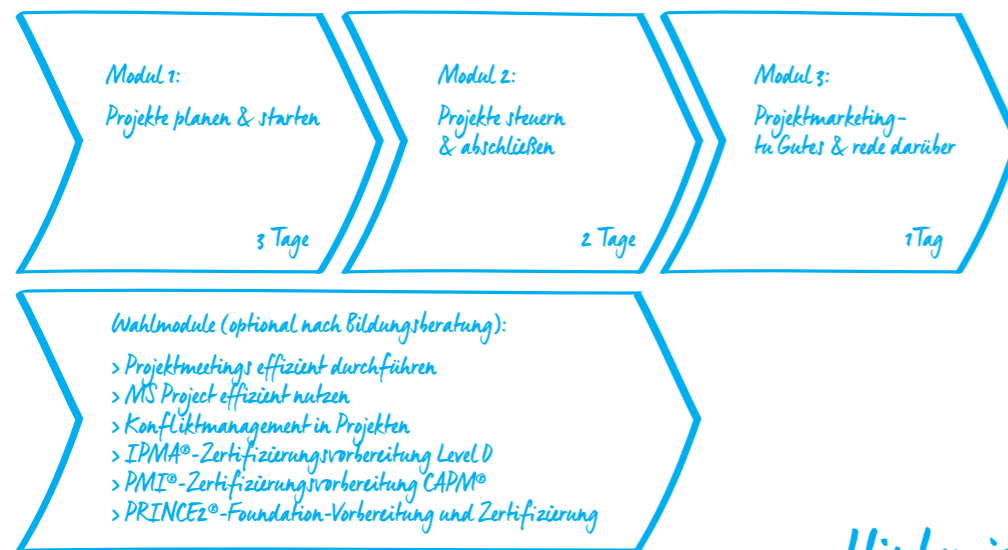 Modul 1:
Projekte planen & starten
3 Tage
Modul 2:
Projekte steuern
& abschließen
2 Tage
Modul 3:
Projektmarketing-
tu Gutes & rede darüber
1 Tag
Wahlmodule (optional nach Bildungsberatung):
> Projektmeetings effizient durchführen
> MS Project effizient nutzen
> Konfliktmanagement in Projekten
> IPMA®-Zertifizierungsvorbereitung Level D
> PMI®-Zertifizierungsvorbereitung CAPM®
> PRINCE2®-Foundation-Vorbereitung und Zertifizierung